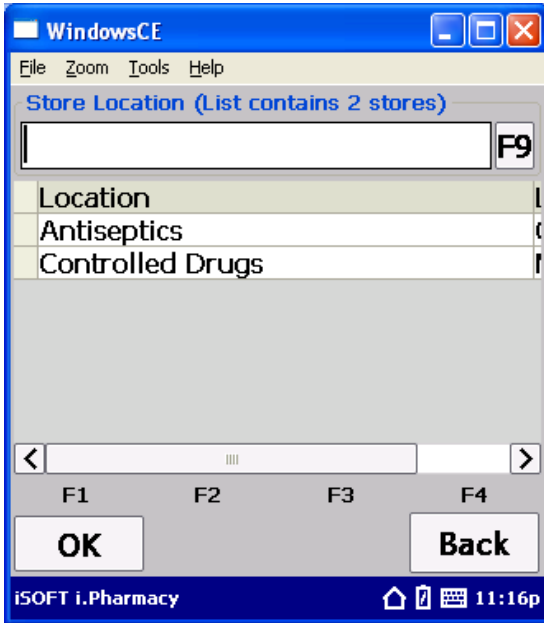 WindowsCE
File Zoom Tools Help
Store Location (List contains 2 stores)
F9
Location
Antiseptics
Controlled Drugs
F1 F2 F3 F4
OK Back
iSOFT i.Pharmacy 11:16p